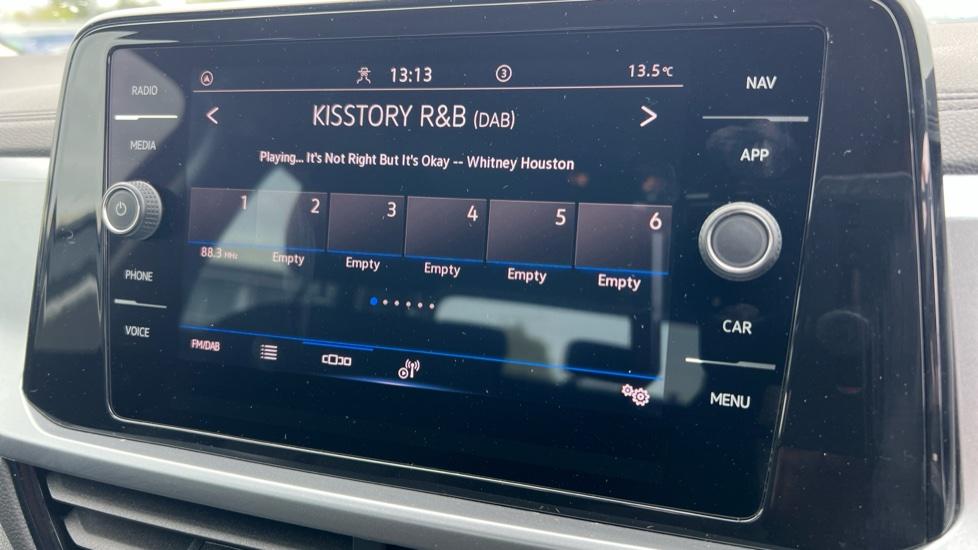 RADIO
MEDIA
PHONE
VOICE
13:13 3 13.5°C
KISSTORY R&B (DAB)
Playing... It's Not Right But It's Okay -- Whitney Houston
1 2 3 4 5 6
88.3 MHz Empty Empty Empty Empty Empty
FM/DAB
NAV
APP
CAR
MENU